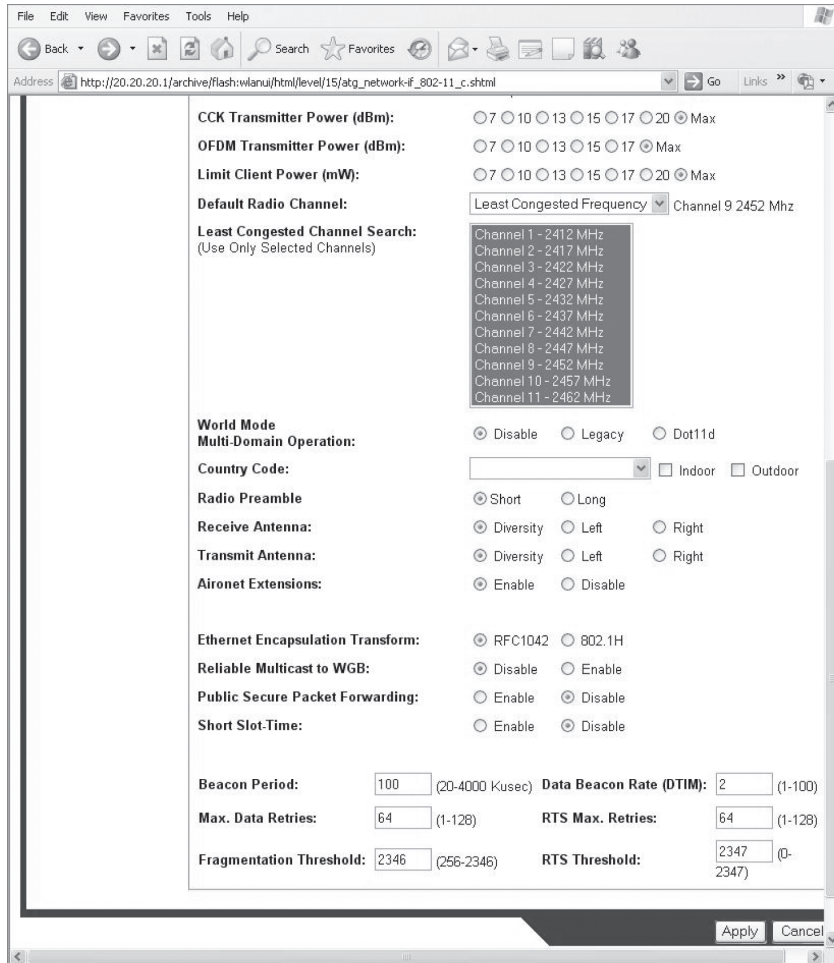 File Edit View Favorites Tools Help
Back Search Favorites
Address http://20.20.20.1/archive/flash:wlanui/html/level/15/atg_network-if_802-11_c.shtml Go Links »
CCK Transmitter Power (dBm): 7 10 13 15 17 20 Max
OFDM Transmitter Power (dBm): 7 10 13 15 17 Max
Limit Client Power (mW): 7 10 13 15 17 20 Max
Default Radio Channel: Least Congested Frequency Channel 9 2452 Mhz
Least Congested Channel Search:
(Use Only Selected Channels)
Channel 1 - 2412 MHz
Channel 2 - 2417 MHz
Channel 3 - 2422 MHz
Channel 4 - 2427 MHz
Channel 5 - 2432 MHz
Channel 6 - 2437 MHz
Channel 7 - 2442 MHz
Channel 8 - 2447 MHz
Channel 9 - 2452 MHz
Channel 10 - 2457 MHz
Channel 11 - 2462 MHz
World Mode
Multi-Domain Operation: Disable Legacy Dot11d
Country Code: Indoor Outdoor
Radio Preamble Short Long
Receive Antenna: Diversity Left Right
Transmit Antenna: Diversity Left Right
Aironet Extensions: Enable Disable
Ethernet Encapsulation Transform: RFC1042 802.1H
Reliable Multicast to WGB: Disable Enable
Public Secure Packet Forwarding: Enable Disable
Short Slot-Time: Enable Disable
Beacon Period: 100 (20-4000 Kusec) Data Beacon Rate (DTIM): 2 (1-100)
Max. Data Retries: 64 (1-128) RTS Max. Retries: 64 (1-128)
Fragmentation Threshold: 2346 (256-2346) RTS Threshold: 2347 (0-
2347)
Apply Cancel